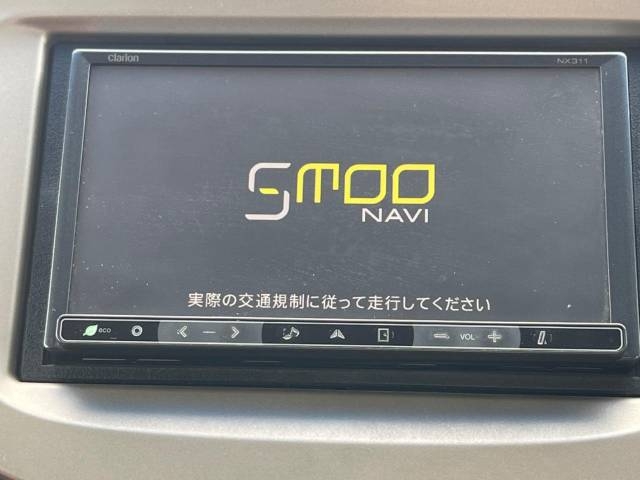 clarion NX311
SMOO
NAVI
実際の交通規制に従って走行してください
eco VOL